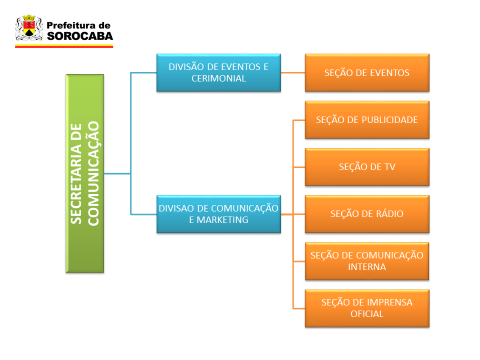 Prefeitura de
SOROCABA
SECRETARIA DE
COMUNICAÇÃO
DIVISÃO DE EVENTOS E
CERIMONIAL
SEÇÃO DE EVENTOS
DIVISAO DE COMUNICAÇÃO
E MARKETING
SEÇÃO DE PUBLICIDADE
SEÇÃO DE TV
SEÇÃO DE RÁDIO
SEÇÃO DE COMUNICAÇÃO
INTERNA
SEÇÃO DE IMPRENSA
OFICIAL